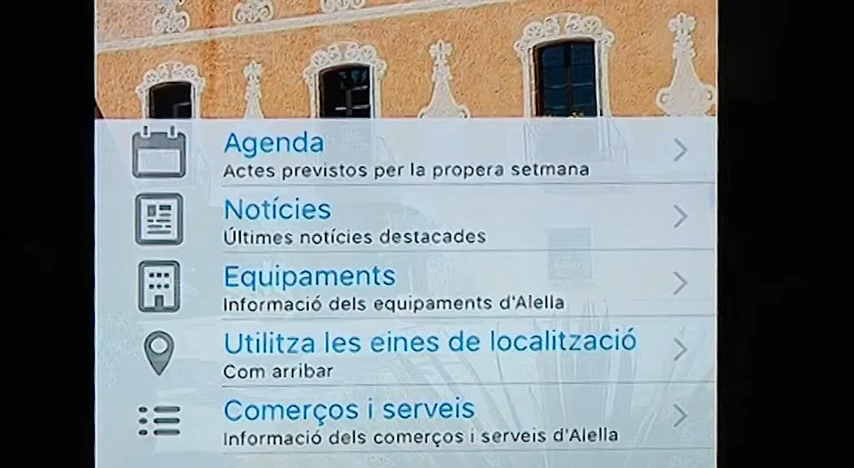 Agenda
Actes previstos per la propera setmana
Notícies
Últimes notícies destacades
Equipaments
Informació dels equipaments d'Alella
Utilitza les eines de localització
Com arribar
Comerços i serveis
Informació dels comerços i serveis d'Alella